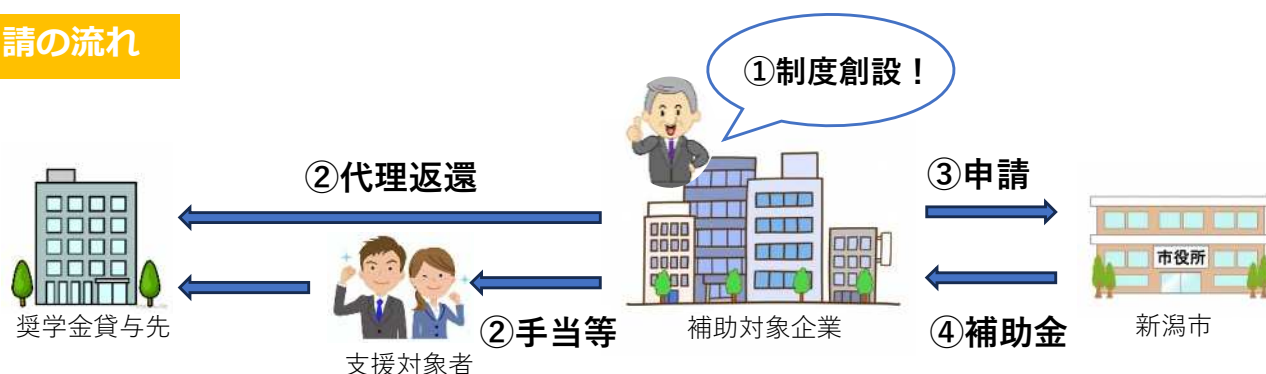 請の流れ
①制度創設！
②代理返還
③申請
市役所
奨学金貸与先
②手当等
補助対象企業
④補助金
新潟市
支援対象者